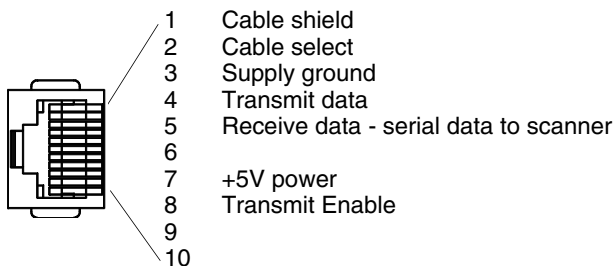 1 Cable shield
2 Cable select
3 Supply ground
4 Transmit data
5 Receive data - serial data to scanner
6
7 +5V power
8 Transmit Enable
9
10